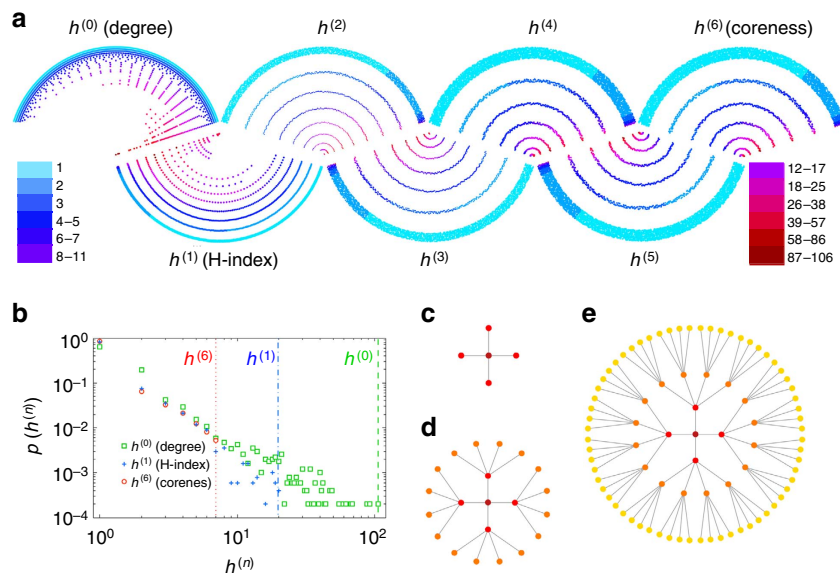 a
h(0) (degree)
h(2)
h(4)
h(6) (coreness)
1
2
3
4–5
6–7
8–11
12–17
18–25
26–38
39–57
58–86
87–106
h(1) (H-index)
h(3)
h(5)
b
h(6)
h(1)
h(0)
10^0
10^-1
10^-2
10^-3
10^-4
p (h(n))
h(0) (degree)
h(1) (H-index)
h(6) (corenes)
10^0
10^1
10^2
h(n)
c
d
e